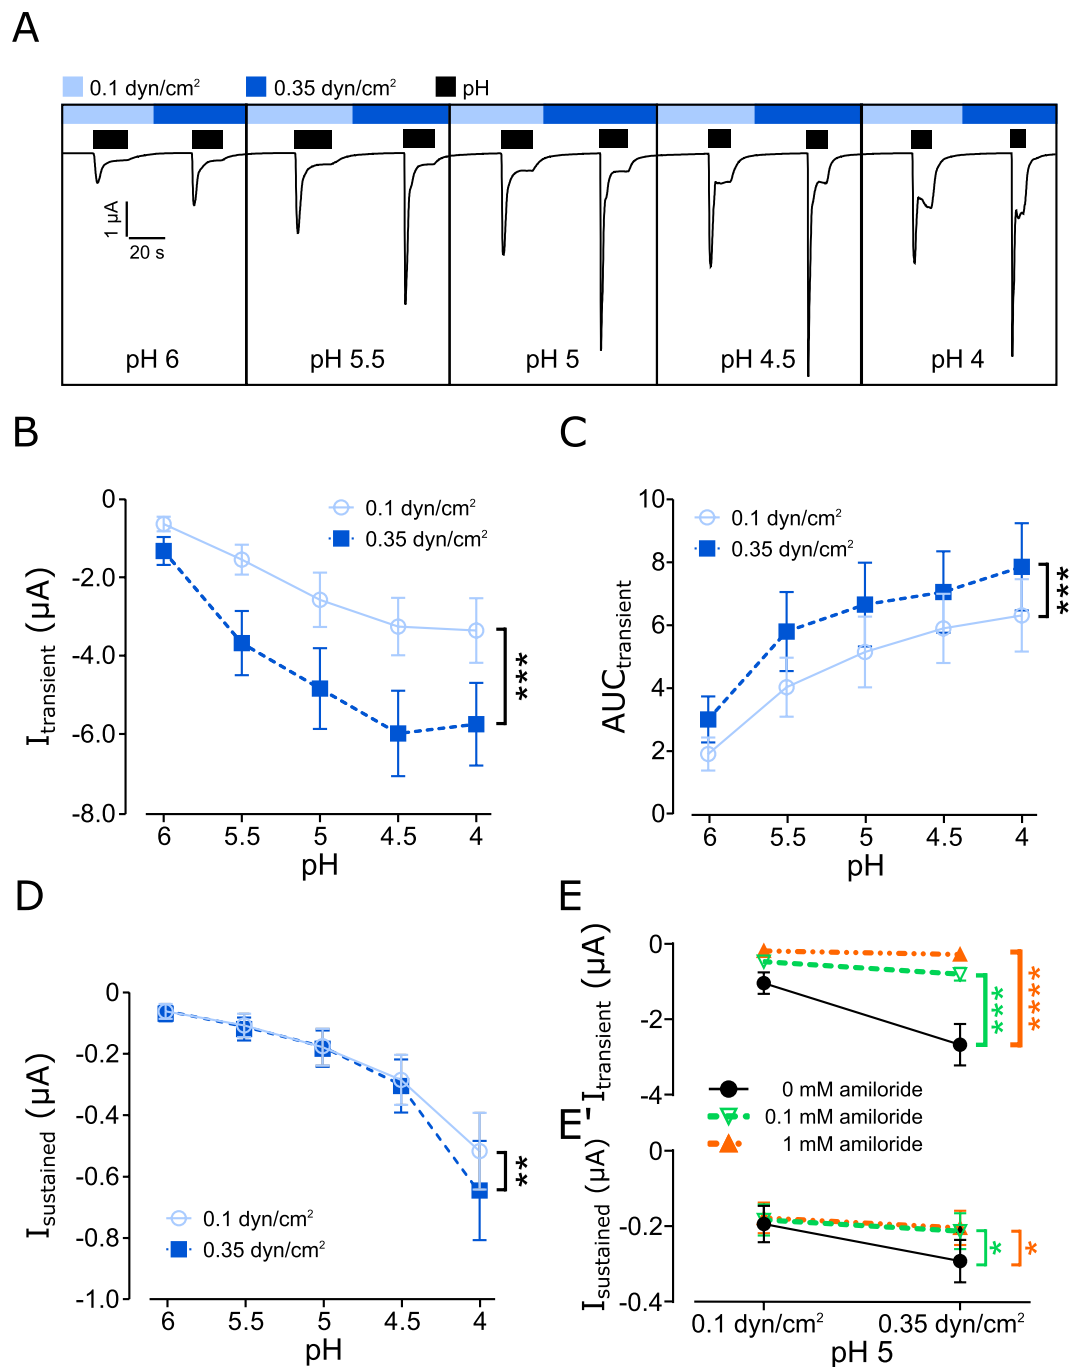 A
0.1 dyn/cm² 0.35 dyn/cm² pH
1 µA
20 s
pH 6 pH 5.5 pH 5 pH 4.5 pH 4
B
I transient (µA)
0
-2.0
-4.0
-6.0
-8.0
0.1 dyn/cm²
0.35 dyn/cm²
***
6 5.5 5 4.5 4
pH
C
AUC transient
10
8
6
4
2
0
0.1 dyn/cm²
0.35 dyn/cm²
***
6 5.5 5 4.5 4
pH
D
I sustained (µA)
0
-0.2
-0.4
-0.6
-0.8
-1.0
**
0.1 dyn/cm²
0.35 dyn/cm²
6 5.5 5 4.5 4
pH
E
I transient (µA)
0
-2
-4
***
****
0 mM amiloride
0.1 mM amiloride
1 mM amiloride
E'
I sustained (µA)
0
-0.2
-0.4
*
*
0.1 dyn/cm² 0.35 dyn/cm²
pH 5